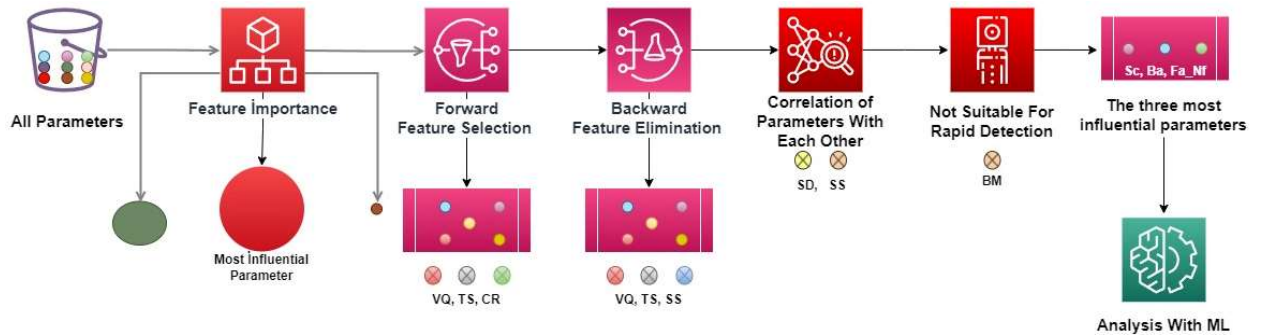 All Parameters
Feature İmportance
Most İnfluential
Parameter
Forward
Feature Selection
VQ, TS, CR
Backward
Feature Elimination
VQ, TS, SS
Correlation of
Parameters With
Each Other
SD, SS
Not Suitable For
Rapid Detection
BM
Sc, Ba, Fa_Nf
The three most
influential parameters
Analysis With ML